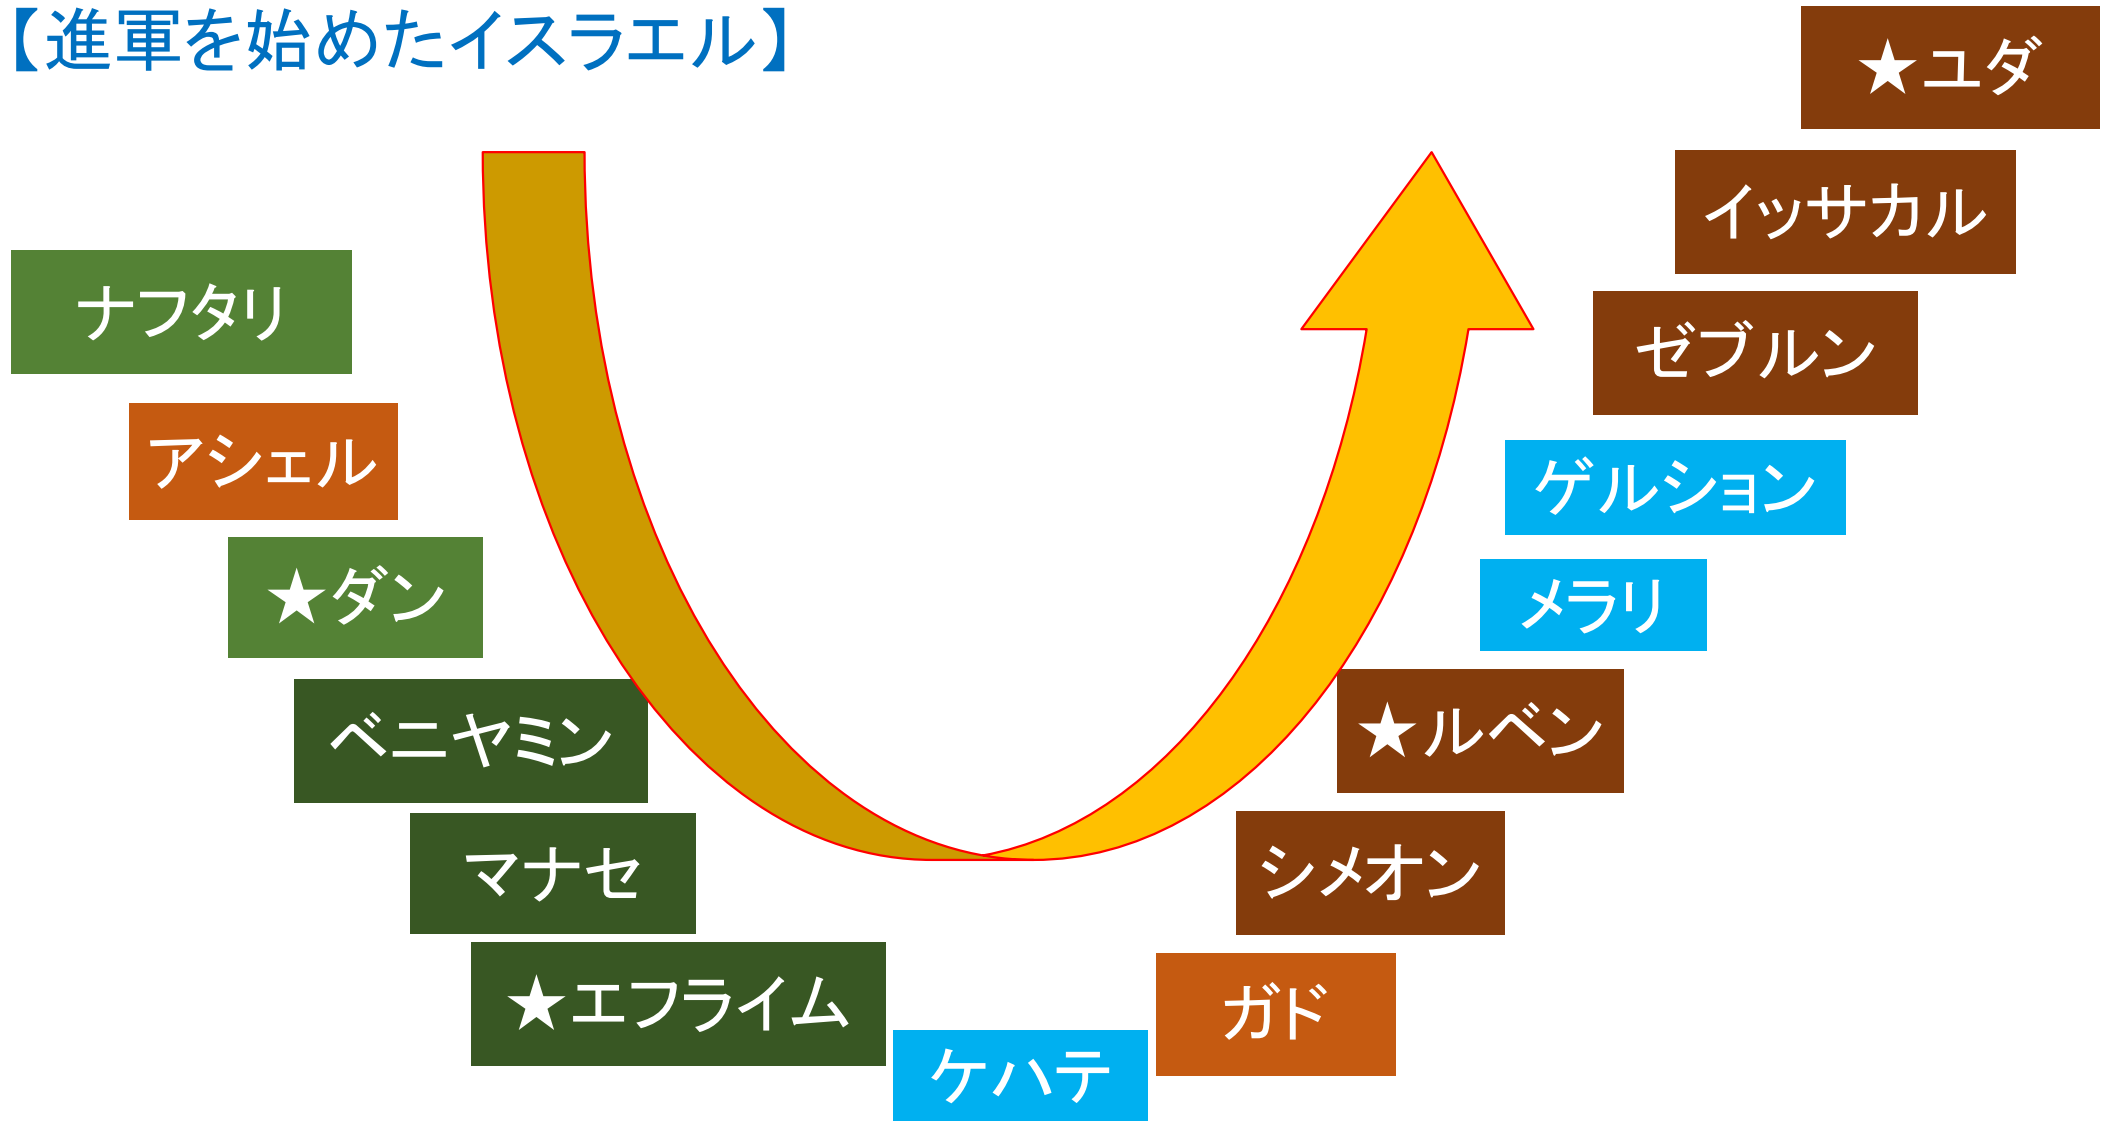 【進軍を始めたイスラエル】
★ユダ
イッサカル
ゼブルン
ゲルション
メラリ
★ルベン
シメオン
ガド
ケハテ
★エフライム
マナセ
ベニヤミン
★ダン
アシェル
ナフタリ